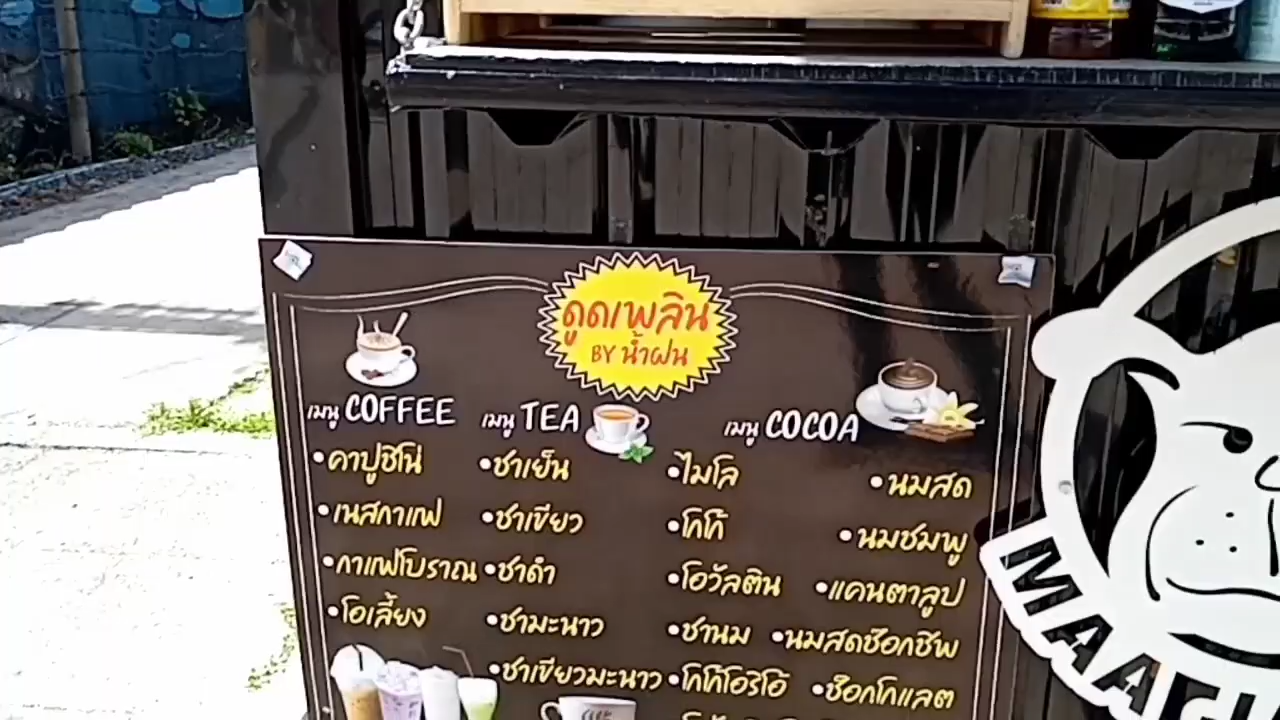 ดูดเพลิน
BY น้ำฝน
เมนู COFFEE
•คาปูชิโน่
•เนสกาแฟ
•กาแฟโบราณ
•โอเลี้ยง
เมนู TEA
•ชาเย็น
•ชาเขียว
•ชาดำ
•ชามะนาว
•ชาเขียวมะนาว
เมนู COCOA
•ไมโล
•โกโก้
•โอวัลติน
•ชานม
•โกโก้โอริโอ้
•นมสด
•นมชมพู
•แคนตาลูป
•นมสดช๊อกชิพ
•ช๊อกโกแลต